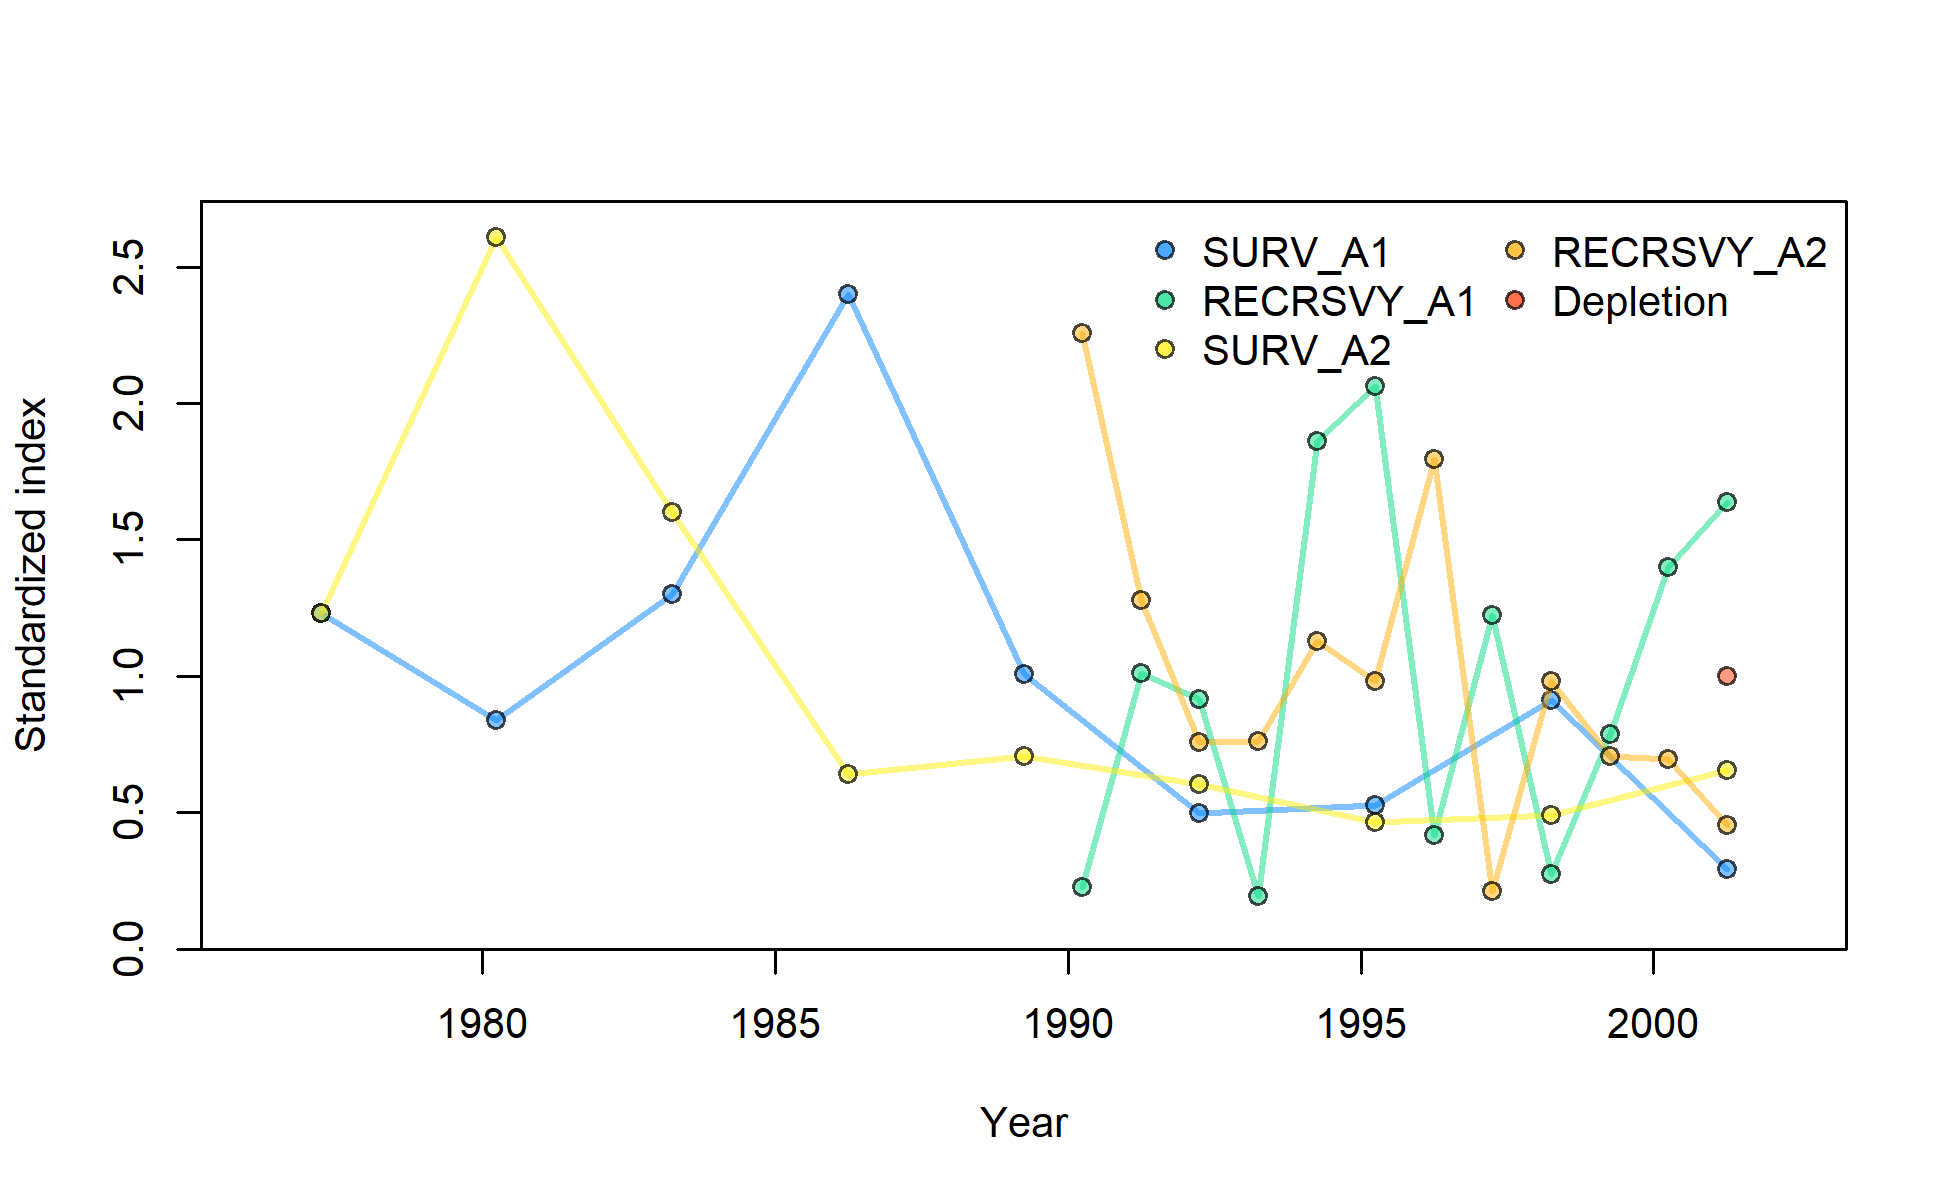 SURV_A1
RECRSVY_A1
SURV_A2
RECRSVY_A2
Depletion
Standardized index
2.5
2.0
1.5
1.0
0.5
0.0
1980 1985 1990 1995 2000
Year